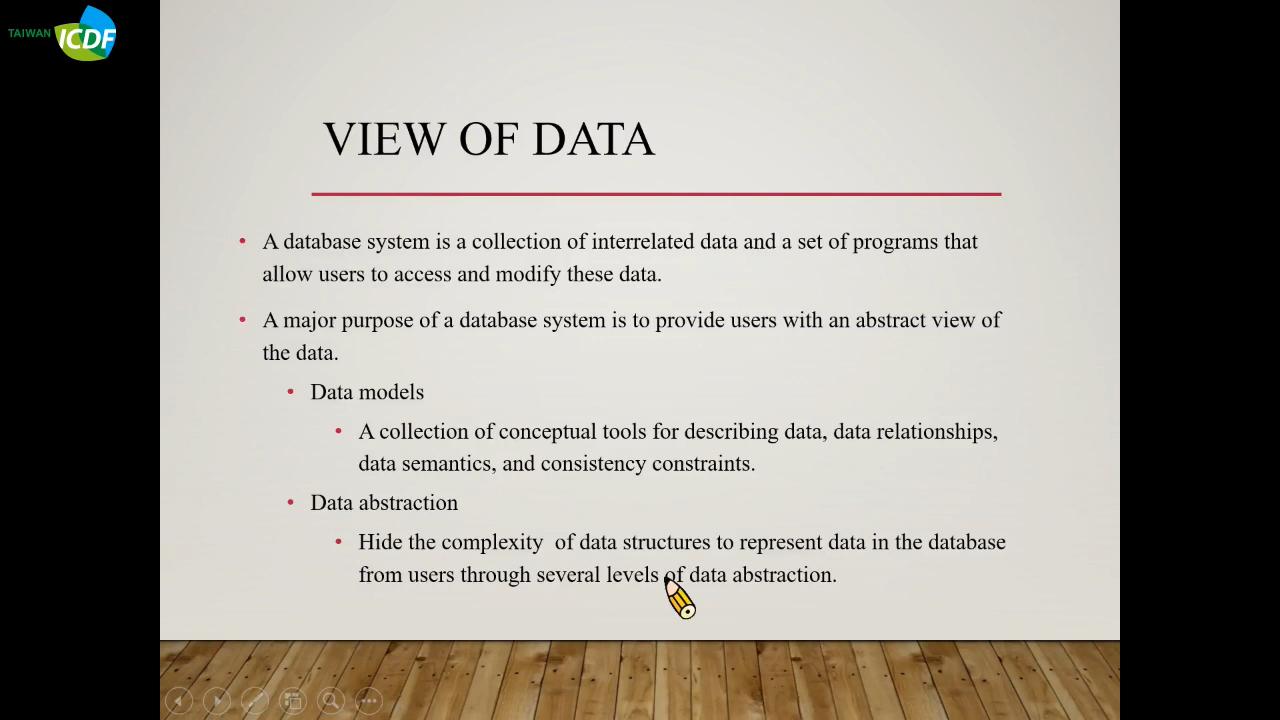 TAIWAN ICDF
VIEW OF DATA
• A database system is a collection of interrelated data and a set of programs that
allow users to access and modify these data.
• A major purpose of a database system is to provide users with an abstract view of
the data.
• Data models
• A collection of conceptual tools for describing data, data relationships,
data semantics, and consistency constraints.
• Data abstraction
• Hide the complexity  of data structures to represent data in the database
from users through several levels of data abstraction.